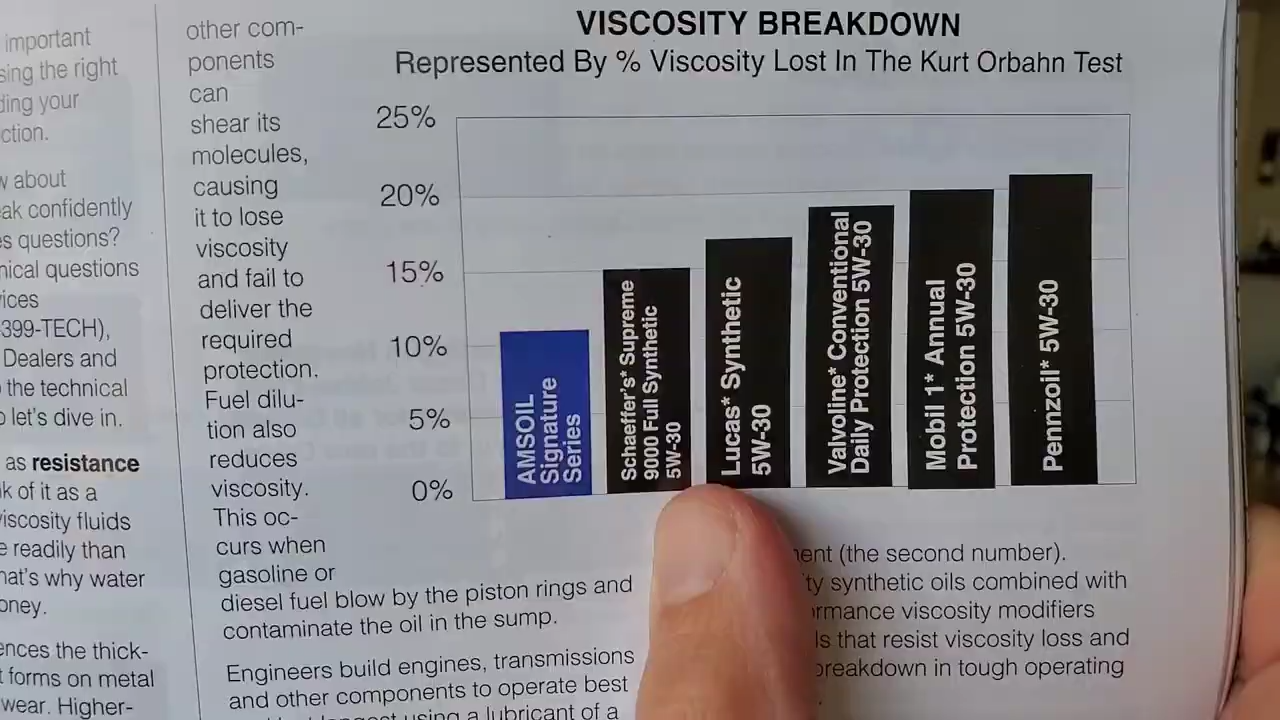 important
sing the right
ding your
ction.
about
eak confidently
es questions?
nical questions
vices
-399-TECH),
Dealers and
the technical
let's dive in.
as resistance
k of it as a
viscosity fluids
e readily than
hat's why water
oney.
ences the thick-
forms on metal
wear. Higher-
other com-
ponents
can
shear its
molecules,
causing
it to lose
viscosity
and fail to
deliver the
required
protection.
Fuel dilu-
tion also
reduces
viscosity.
This oc-
curs when
gasoline or
diesel fuel blow by the piston rings and
contaminate the oil in the sump.
Engineers build engines, transmissions
and other components to operate best
using a lubricant of a
VISCOSITY BREAKDOWN
Represented By % Viscosity Lost In The Kurt Orbahn Test
25%
20%
15%
10%
5%
0%
AMSOIL
Signature
Series
Schaeffer's* Supreme
9000 Full Synthetic
5W-30
Lucas* Synthetic
5W-30
Valvoline* Conventional
Daily Protection 5W-30
Mobil 1* Annual
Protection 5W-30
Pennzoil* 5W-30
ent (the second number).
ty synthetic oils combined with
ormance viscosity modifiers
ls that resist viscosity loss and
breakdown in tough operating